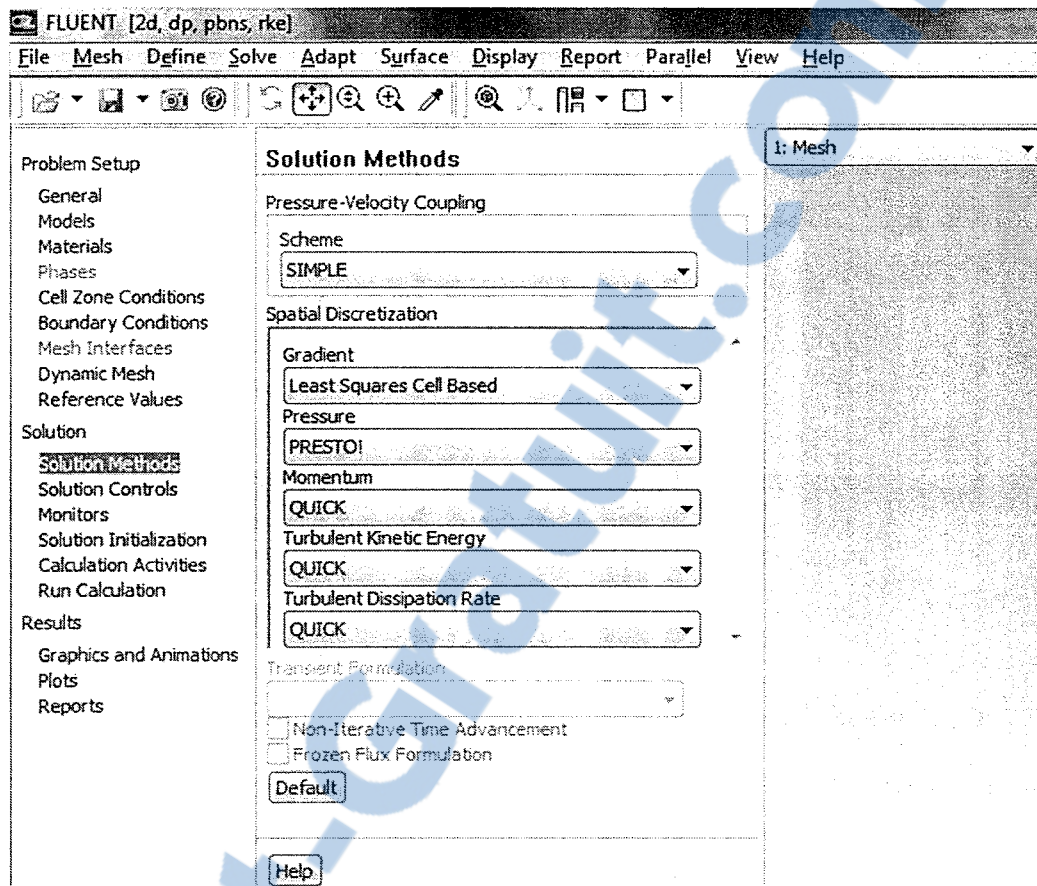 FLUENT [2d, dp, pbns, rke]
File Mesh Define Solve Adapt Surface Display Report Parallel View Help
Problem Setup
General
Models
Materials
Phases
Cell Zone Conditions
Boundary Conditions
Mesh Interfaces
Dynamic Mesh
Reference Values
Solution
Solution Methods
Solution Controls
Monitors
Solution Initialization
Calculation Activities
Run Calculation
Results
Graphics and Animations
Plots
Reports
Solution Methods
Pressure-Velocity Coupling
Scheme
SIMPLE
Spatial Discretization
Gradient
Least Squares Cell Based
Pressure
PRESTO!
Momentum
QUICK
Turbulent Kinetic Energy
QUICK
Turbulent Dissipation Rate
QUICK
Transient Formulation
Non-Iterative Time Advancement
Frozen Flux Formulation
Default
Help
1: Mesh
t-Gratuit.com